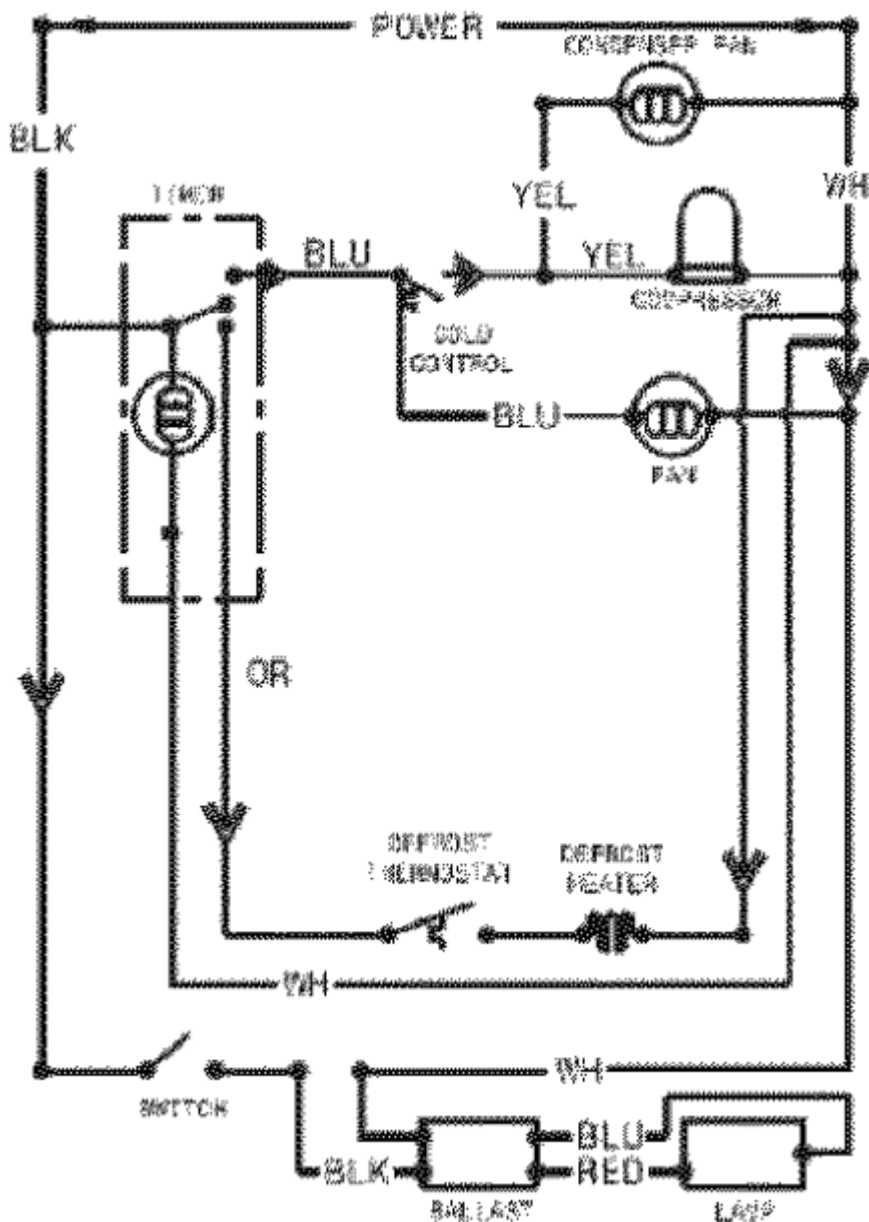 POWER
CONDENSER FAN
BLK
YEL
WH
BLU
YEL
COMPRESSOR
COLD
CONTROL
BLU
FAN
OR
DEFROST
THERMOSTAT
DEFROST
HEATER
WH
WH
SWITCH
BLU
BLK
RED
BALLAST
LAMP